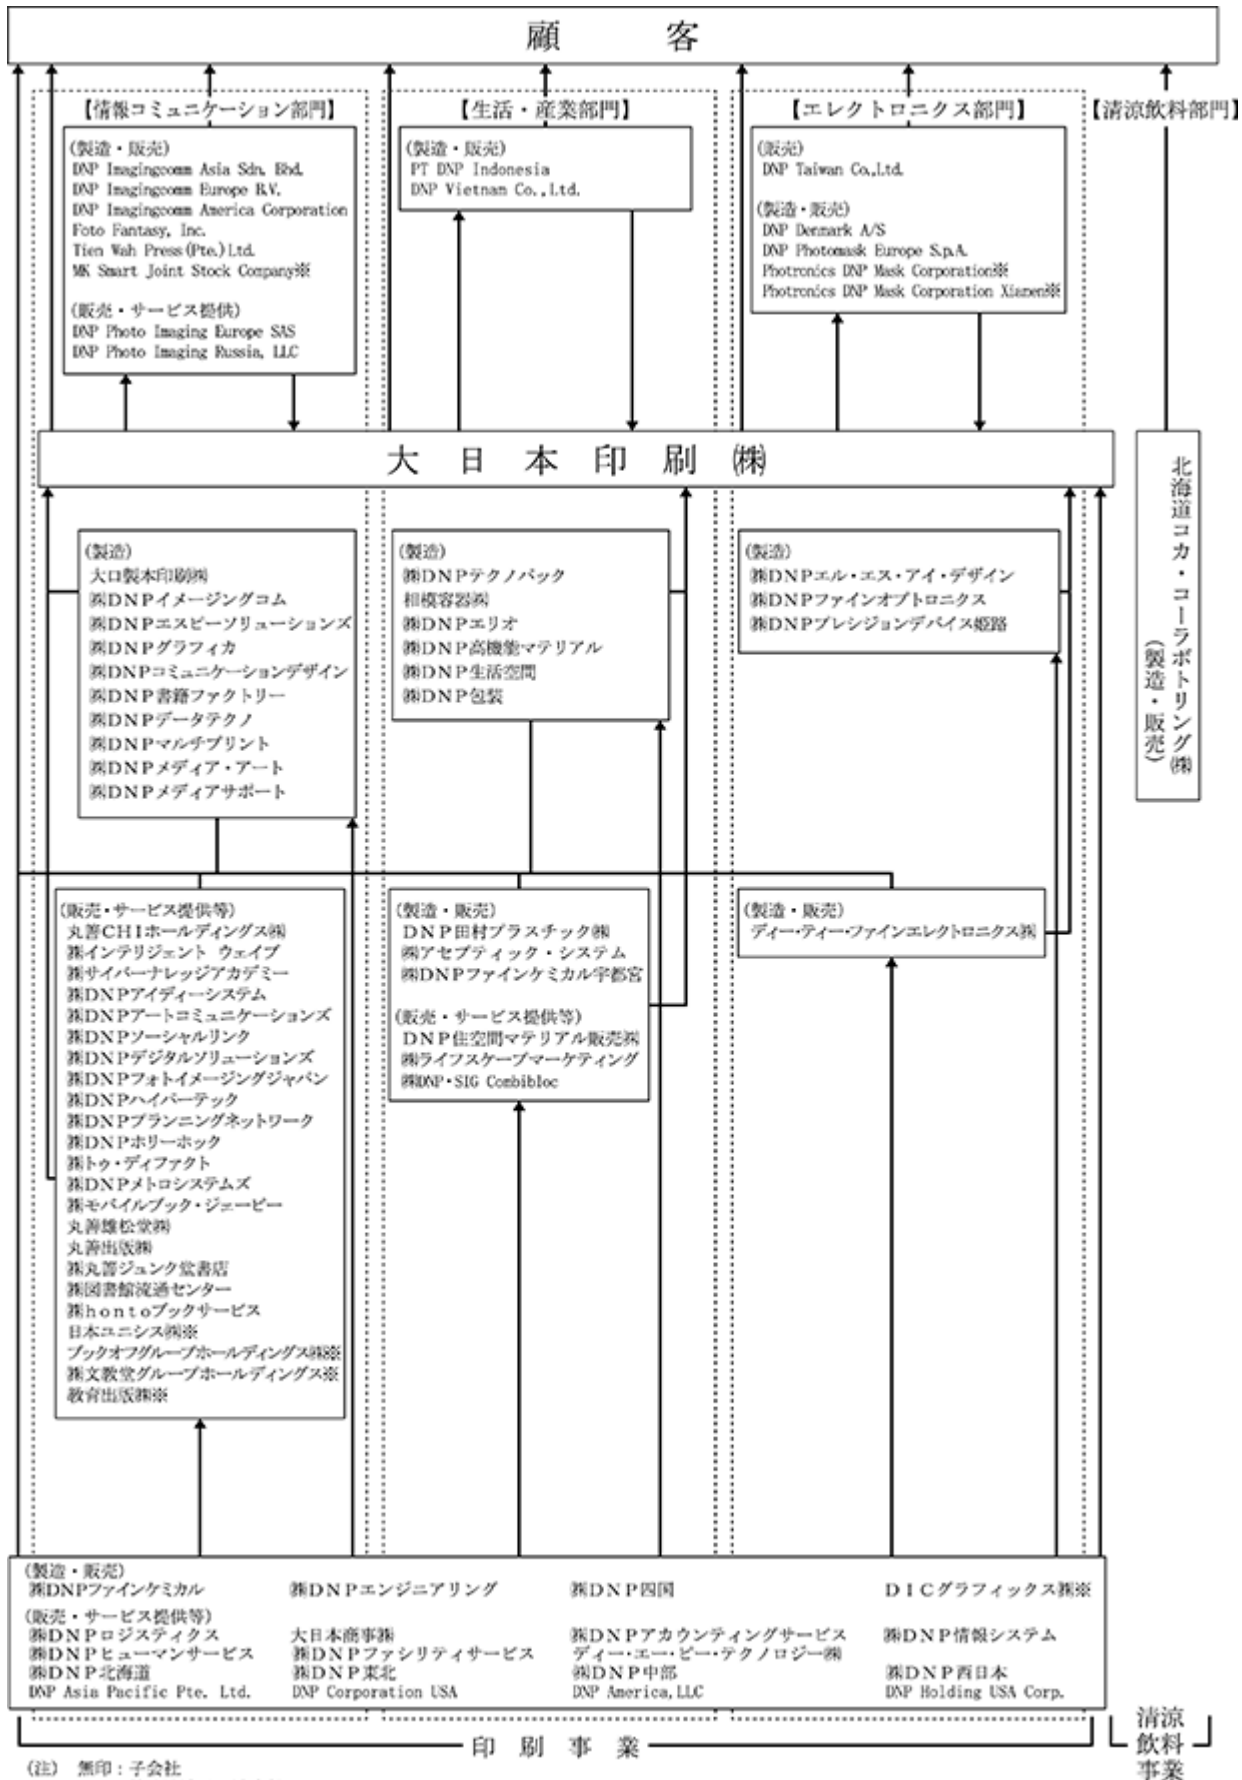 顧客
【情報コミュニケーション部門】
(製造・販売)
DNP Imagingcomm Asia Sdn. Bhd.
DNP Imagingcomm Europe B.V.
DNP Imagingcomm America Corporation
Foto Fantasy, Inc.
Tien Wah Press (Pte.) Ltd.
MK Smart Joint Stock Company※
(販売・サービス提供)
DNP Photo Imaging Europe SAS
DNP Photo Imaging Russia, LLC
【生活・産業部門】
(製造・販売)
PT DNP Indonesia
DNP Vietnam Co.,Ltd.
【エレクトロニクス部門】
(販売)
DNP Taiwan Co.,Ltd.
(製造・販売)
DNP Denmark A/S
DNP Photomask Europe S.p.A.
Photronics DNP Mask Corporation※
Photronics DNP Mask Corporation Xiamen※
【清涼飲料部門】
大日本印刷㈱
北海道コカ・コーラボトリング㈱
(製造・販売)
(製造)
大口製本印刷㈱
㈱DNPイメージングコム
㈱DNPエスピーソリューションズ
㈱DNPグラフィカ
㈱DNPコミュニケーションデザイン
㈱DNP書籍ファクトリー
㈱DNPデータテクノ
㈱DNPマルチプリント
㈱DNPメディア・アート
㈱DNPメディアサポート
(製造)
㈱DNPテクノパック
相模容器㈱
㈱DNPエリオ
㈱DNP高機能マテリアル
㈱DNP生活空間
㈱DNP包装
(製造)
㈱DNPエル・エス・アイ・デザイン
㈱DNPファインオプトロニクス
㈱DNPプレシジョンデバイス姫路
(販売・サービス提供等)
丸善CHIホールディングス㈱
㈱インテリジェント ウェイブ
㈱サイバーナレッジアカデミー
㈱DNPアイディーシステム
㈱DNPアートコミュニケーションズ
㈱DNPソーシャルリンク
㈱DNPデジタルソリューションズ
㈱DNPフォトイメージングジャパン
㈱DNPハイパーテック
㈱DNPプランニングネットワーク
㈱DNPホリーホック
㈱トゥ・ディファクト
㈱DNPメトロシステムズ
㈱モバイルブック・ジェーピー
丸善雄松堂㈱
丸善出版㈱
㈱丸善ジュンク堂書店
㈱図書館流通センター
㈱hontoブックサービス
日本ユニシス㈱※
ブックオフグループホールディングス㈱※
㈱文教堂グループホールディングス※
教育出版㈱※
(製造・販売)
DNP田村プラスチック㈱
㈱アセプティック・システム
㈱DNPファインケミカル宇都宮
(販売・サービス提供等)
DNP住空間マテリアル販売㈱
㈱ライフスケープマーケティング
㈱DNP・SIG Combibloc
(製造・販売)
ディー・ティー・ファインエレクトロニクス㈱
(製造・販売)
㈱DNPファインケミカル ㈱DNPエンジニアリング ㈱DNP四国 DICグラフィックス㈱※
(販売・サービス提供等)
㈱DNPロジスティクス 大日本商事㈱ ㈱DNPアカウンティングサービス ㈱DNP情報システム
㈱DNPヒューマンサービス ㈱DNPファシリティサービス ディー・エー・ピー・テクノロジー㈱
㈱DNP北海道 ㈱DNP東北 ㈱DNP中部 ㈱DNP西日本
DNP Asia Pacific Pte. Ltd. DNP Corporation USA DNP America,LLC DNP Holding USA Corp.
印刷事業
清涼飲料事業
(注) 無印：子会社